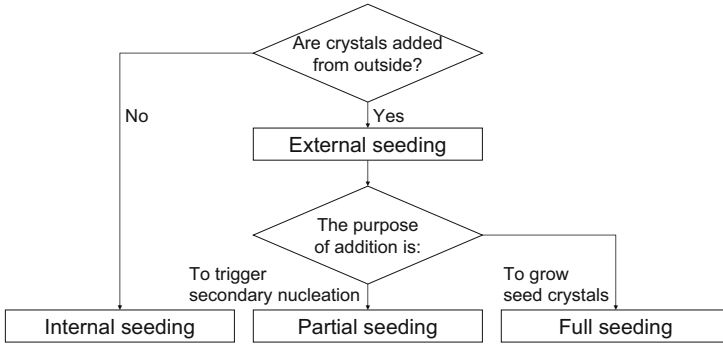 Are crystals added
from outside?
No
Yes
External seeding
The purpose
of addition is:
To trigger
secondary nucleation
To grow
seed crystals
Internal seeding
Partial seeding
Full seeding